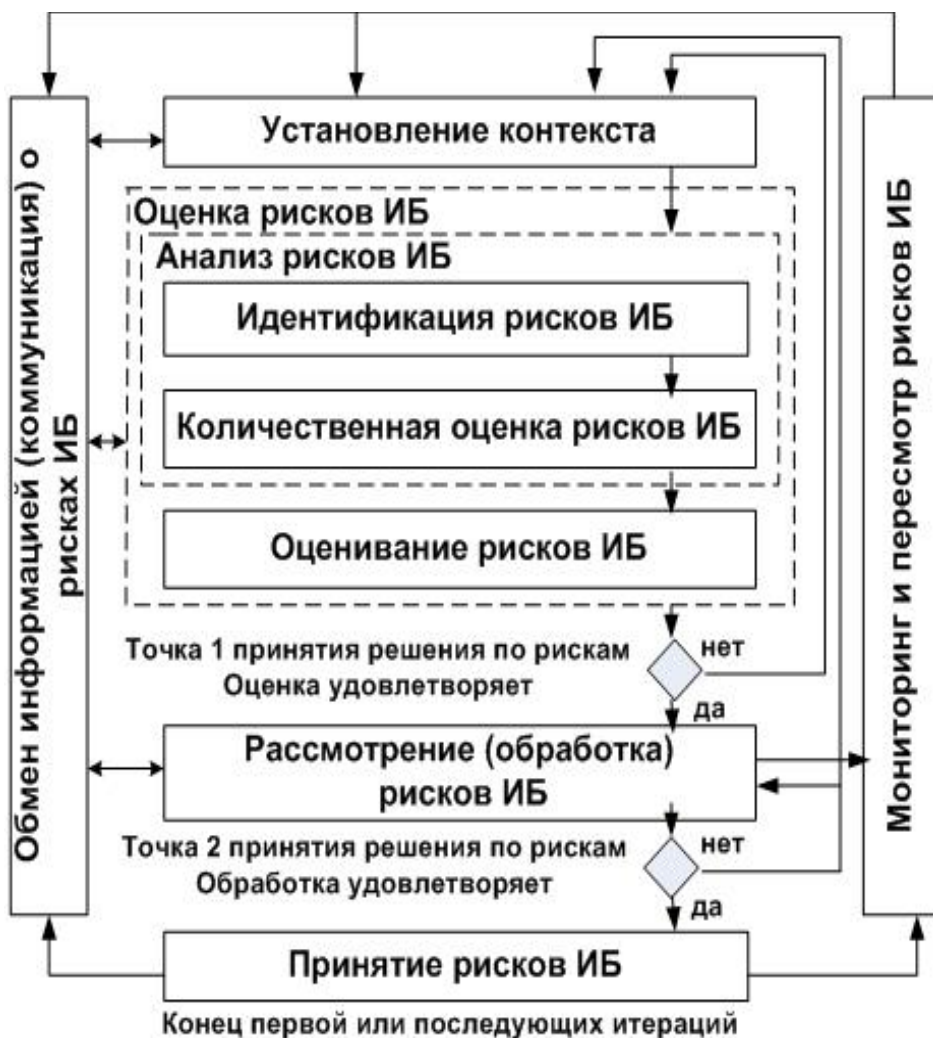 Обмен информацией (коммуникация) о
рисках ИБ
Установление контекста
Оценка рисков ИБ
Анализ рисков ИБ
Идентификация рисков ИБ
Количественная оценка рисков ИБ
Оценивание рисков ИБ
Точка 1 принятия решения по рискам
Оценка удовлетворяет
нет
да
Рассмотрение (обработка)
рисков ИБ
Точка 2 принятия решения по рискам
Обработка удовлетворяет
нет
да
Принятие рисков ИБ
Конец первой или последующих итераций
Мониторинг и пересмотр рисков ИБ